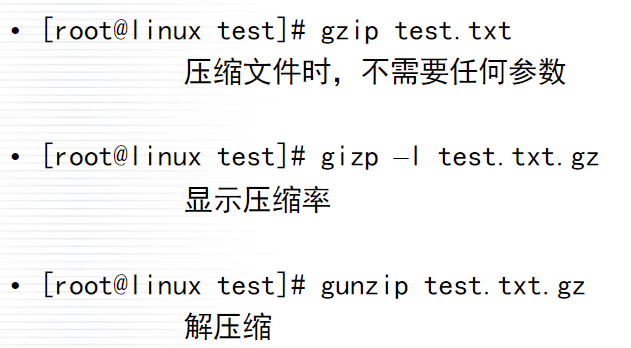 • [root@linux test]# gzip test.txt
压缩文件时，不需要任何参数
• [root@linux test]# gizp –l test.txt.gz
显示压缩率
• [root@linux test]# gunzip test.txt.gz
解压缩